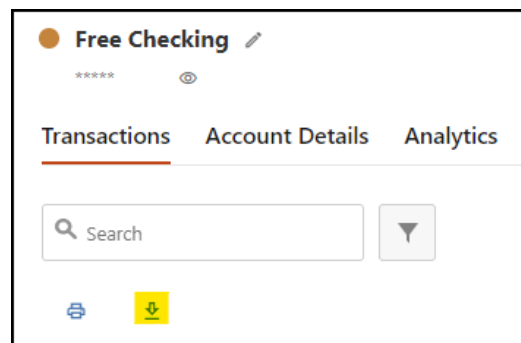 Free Checking
*****
Transactions Account Details Analytics
Search